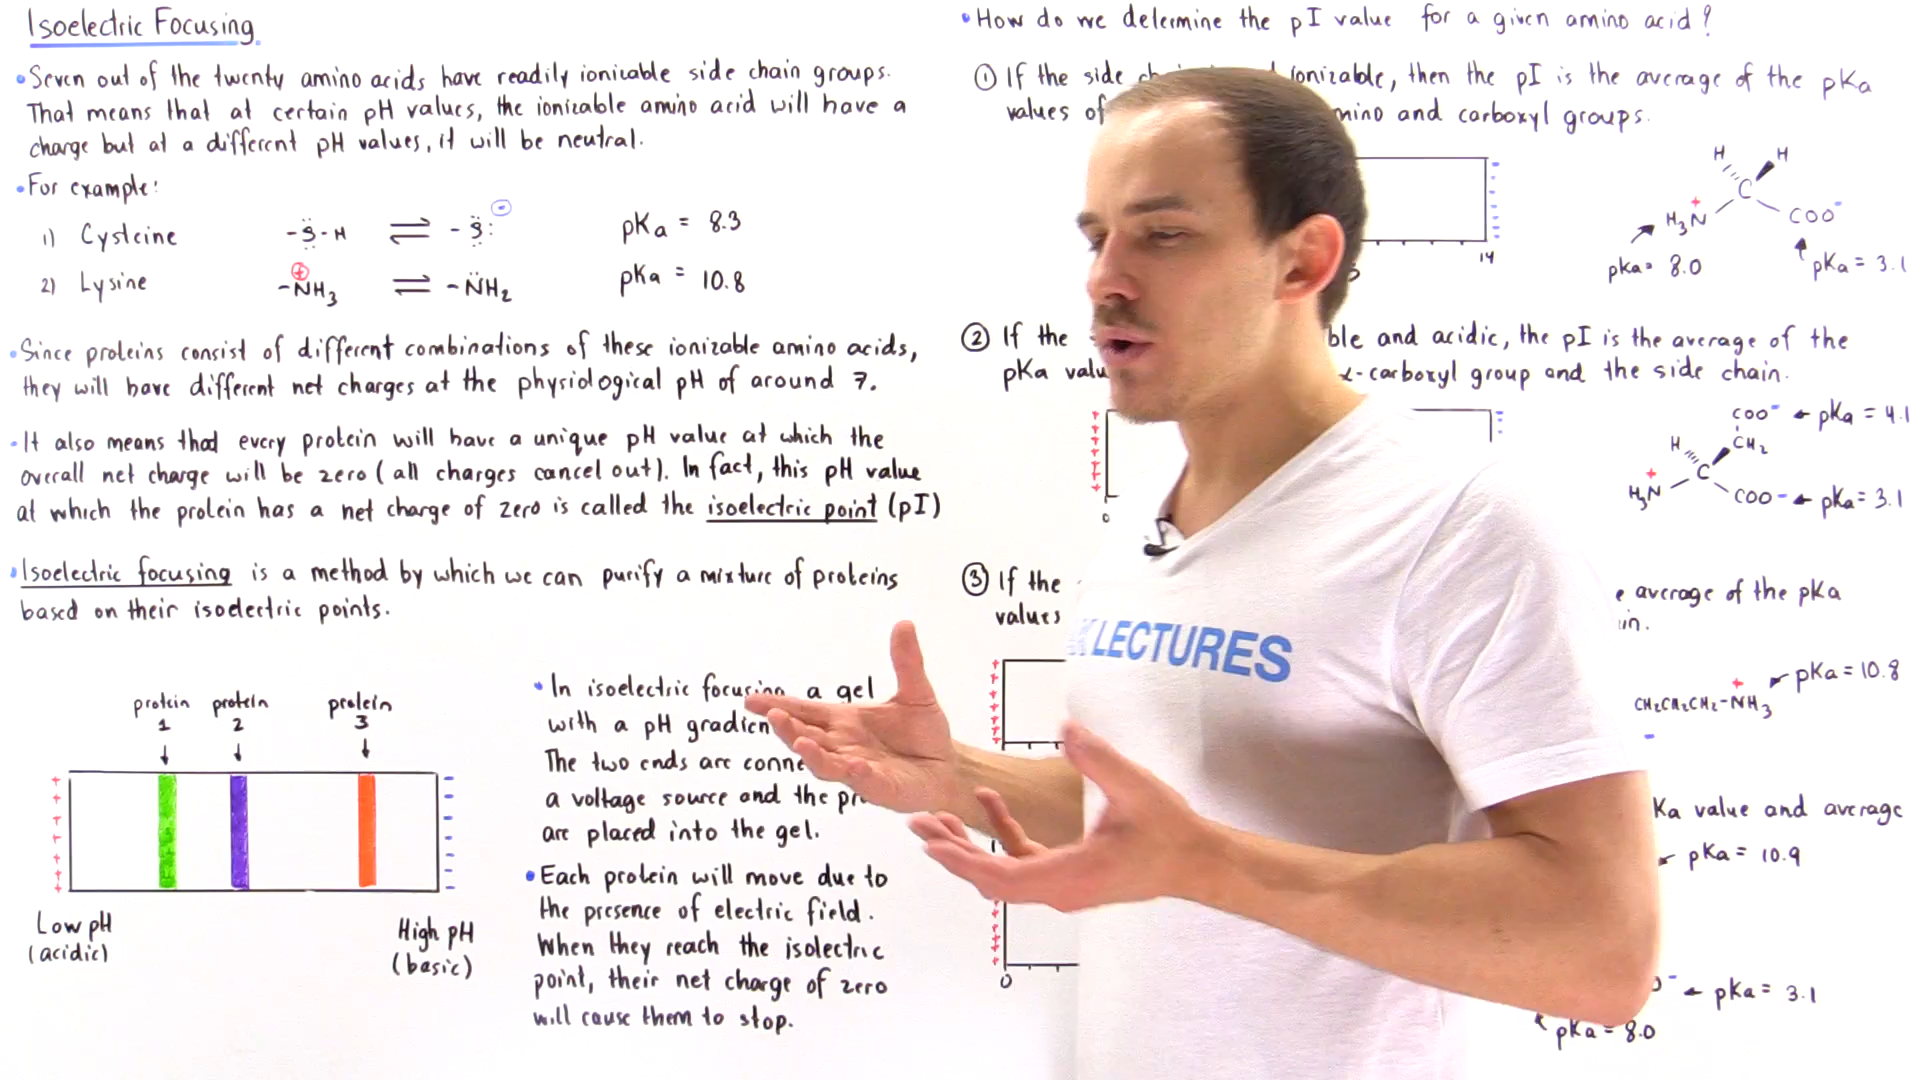 Isoelectric Focusing
• Seven out of the twenty amino acids have readily ionizable side chain groups.
That means that at certain pH values, the ionizable amino acid will have a
charge but at a different pH values, it will be neutral.
• For example:
1) Cysteine -S-H ⇌ -S: - pKa = 8.3
2) Lysine -NH3 + ⇌ -NH2 pKa = 10.8
• Since proteins consist of different combinations of these ionizable amino acids,
they will have different net charges at the physiological pH of around 7.
• It also means that every protein will have a unique pH value at which the
overall net charge will be zero (all charges cancel out). In fact, this pH value
at which the protein has a net charge of zero is called the isoelectric point (pI)
• Isoelectric focusing is a method by which we can purify a mixture of proteins
based on their isoelectric points.
protein 1
protein 2
protein 3
Low pH
(acidic)
High pH
(basic)
• In isoelectric focusing a gel
with a pH
The two ends are
a voltage source and the
are placed into the gel.
• Each protein will move due to
the presence of electric field.
When they reach the isolectric
point, their net charge of zero
will cause them to stop.
• How do we determine the pI value for a given amino acid?
① If the side ionizable, then the pI is the average of the pKa
values and carboxyl groups.
14
H H
C
H3N + COO-
pKa = 8.0
pKa = 3.1
② If the and acidic, the pI is the average of the
pKa α-carboxyl group and the side chain.
0
COO- ← pKa = 4.1
H CH2
C
H3N + COO- ← pKa = 3.1
③ If the average of the pKa
values
LECTURES
CH2CH2CH2-NH3 +
pKa = 10.8
Ka value and average
pKa = 10.9
0
← pKa = 3.1
pKa = 8.0